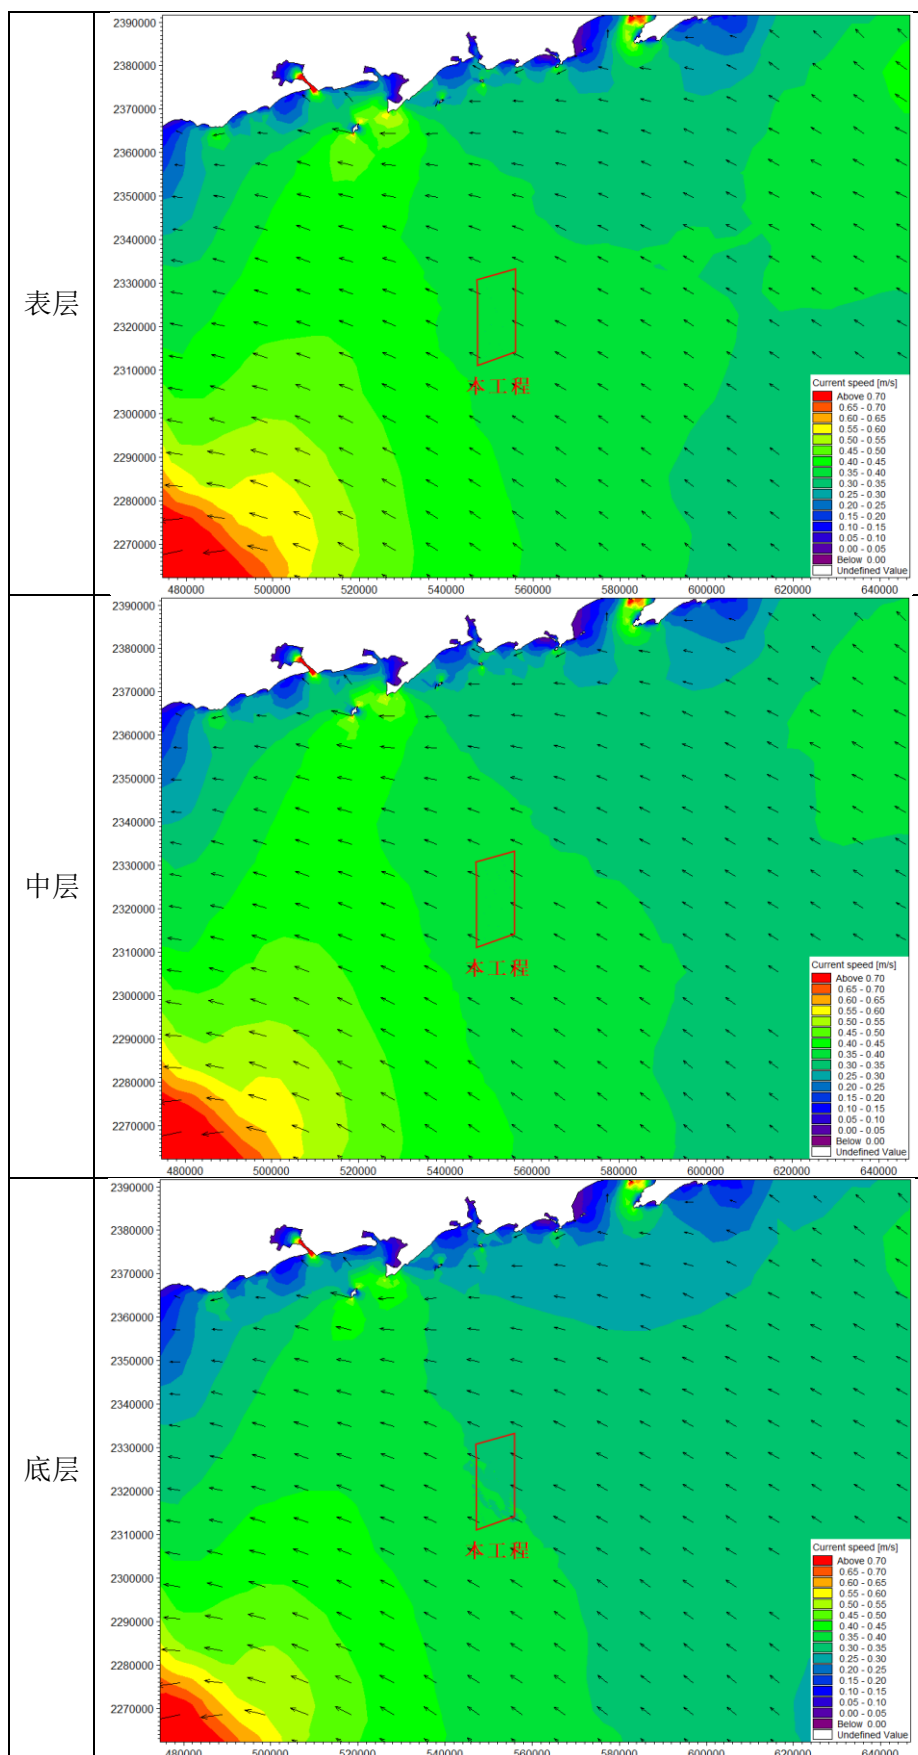 表层
2390000
2380000
2370000
2360000
2350000
2340000
2330000
2320000
2310000
2300000
2290000
2280000
2270000
本工程
Current speed [m/s]
Above 0.70
0.65 - 0.70
0.60 - 0.65
0.55 - 0.60
0.50 - 0.55
0.45 - 0.50
0.40 - 0.45
0.35 - 0.40
0.30 - 0.35
0.25 - 0.30
0.20 - 0.25
0.15 - 0.20
0.10 - 0.15
0.05 - 0.10
0.00 - 0.05
Below 0.00
Undefined Value
480000 500000 520000 540000 560000 580000 600000 620000 640000
中层
2390000
2380000
2370000
2360000
2350000
2340000
2330000
2320000
2310000
2300000
2290000
2280000
2270000
本工程
Current speed [m/s]
Above 0.70
0.65 - 0.70
0.60 - 0.65
0.55 - 0.60
0.50 - 0.55
0.45 - 0.50
0.40 - 0.45
0.35 - 0.40
0.30 - 0.35
0.25 - 0.30
0.20 - 0.25
0.15 - 0.20
0.10 - 0.15
0.05 - 0.10
0.00 - 0.05
Below 0.00
Undefined Value
480000 500000 520000 540000 560000 580000 600000 620000 640000
底层
2390000
2380000
2370000
2360000
2350000
2340000
2330000
2320000
2310000
2300000
2290000
2280000
2270000
本工程
Current speed [m/s]
Above 0.70
0.65 - 0.70
0.60 - 0.65
0.55 - 0.60
0.50 - 0.55
0.45 - 0.50
0.40 - 0.45
0.35 - 0.40
0.30 - 0.35
0.25 - 0.30
0.20 - 0.25
0.15 - 0.20
0.10 - 0.15
0.05 - 0.10
0.00 - 0.05
Below 0.00
Undefined Value
480000 500000 520000 540000 560000 580000 600000 620000 640000